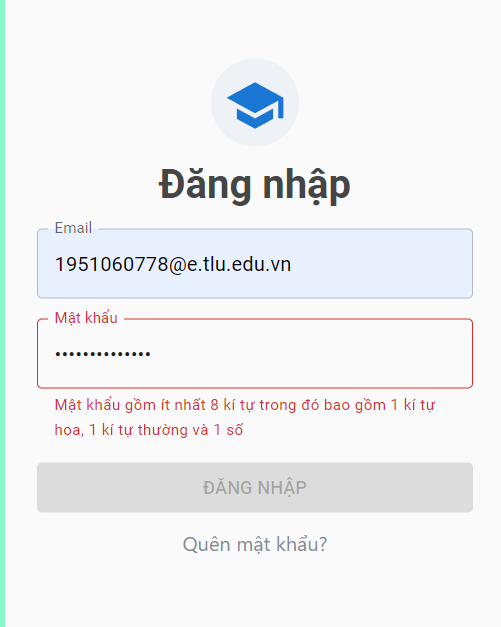 Đăng nhập
Email
1951060778@e.tlu.edu.vn
Mật khẩu
••••••••••••••
Mật khẩu gồm ít nhất 8 kí tự trong đó bao gồm 1 kí tự
hoa, 1 kí tự thường và 1 số
ĐĂNG NHẬP
Quên mật khẩu?